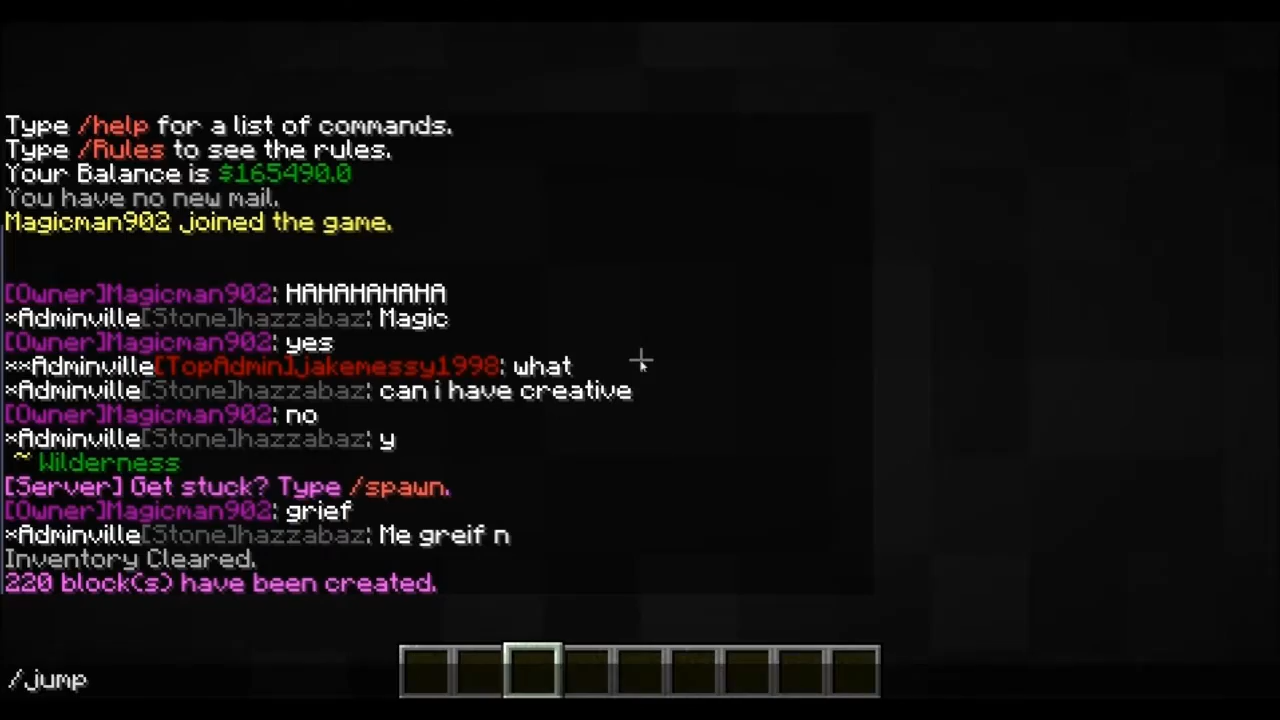 Type /help for a list of commands.
Type /Rules to see the rules.
Your Balance is $165490.0
You have no new mail.
Magicman902 joined the game.
[Owner]Magicman902: HAHAHAHAHA
*Adminville[Stone]hazzabaz: Magic
[Owner]Magicman902: yes
**Adminville[TopAdmin]jakemessy1998: what
*Adminville[Stone]hazzabaz: can i have creative
[Owner]Magicman902: no
*Adminville[Stone]hazzabaz: y
~ Wilderness
[Server] Get stuck? Type /spawn.
[Owner]Magicman902: grief
*Adminville[Stone]hazzabaz: Me greif n
Inventory Cleared.
220 block(s) have been created.
/jump